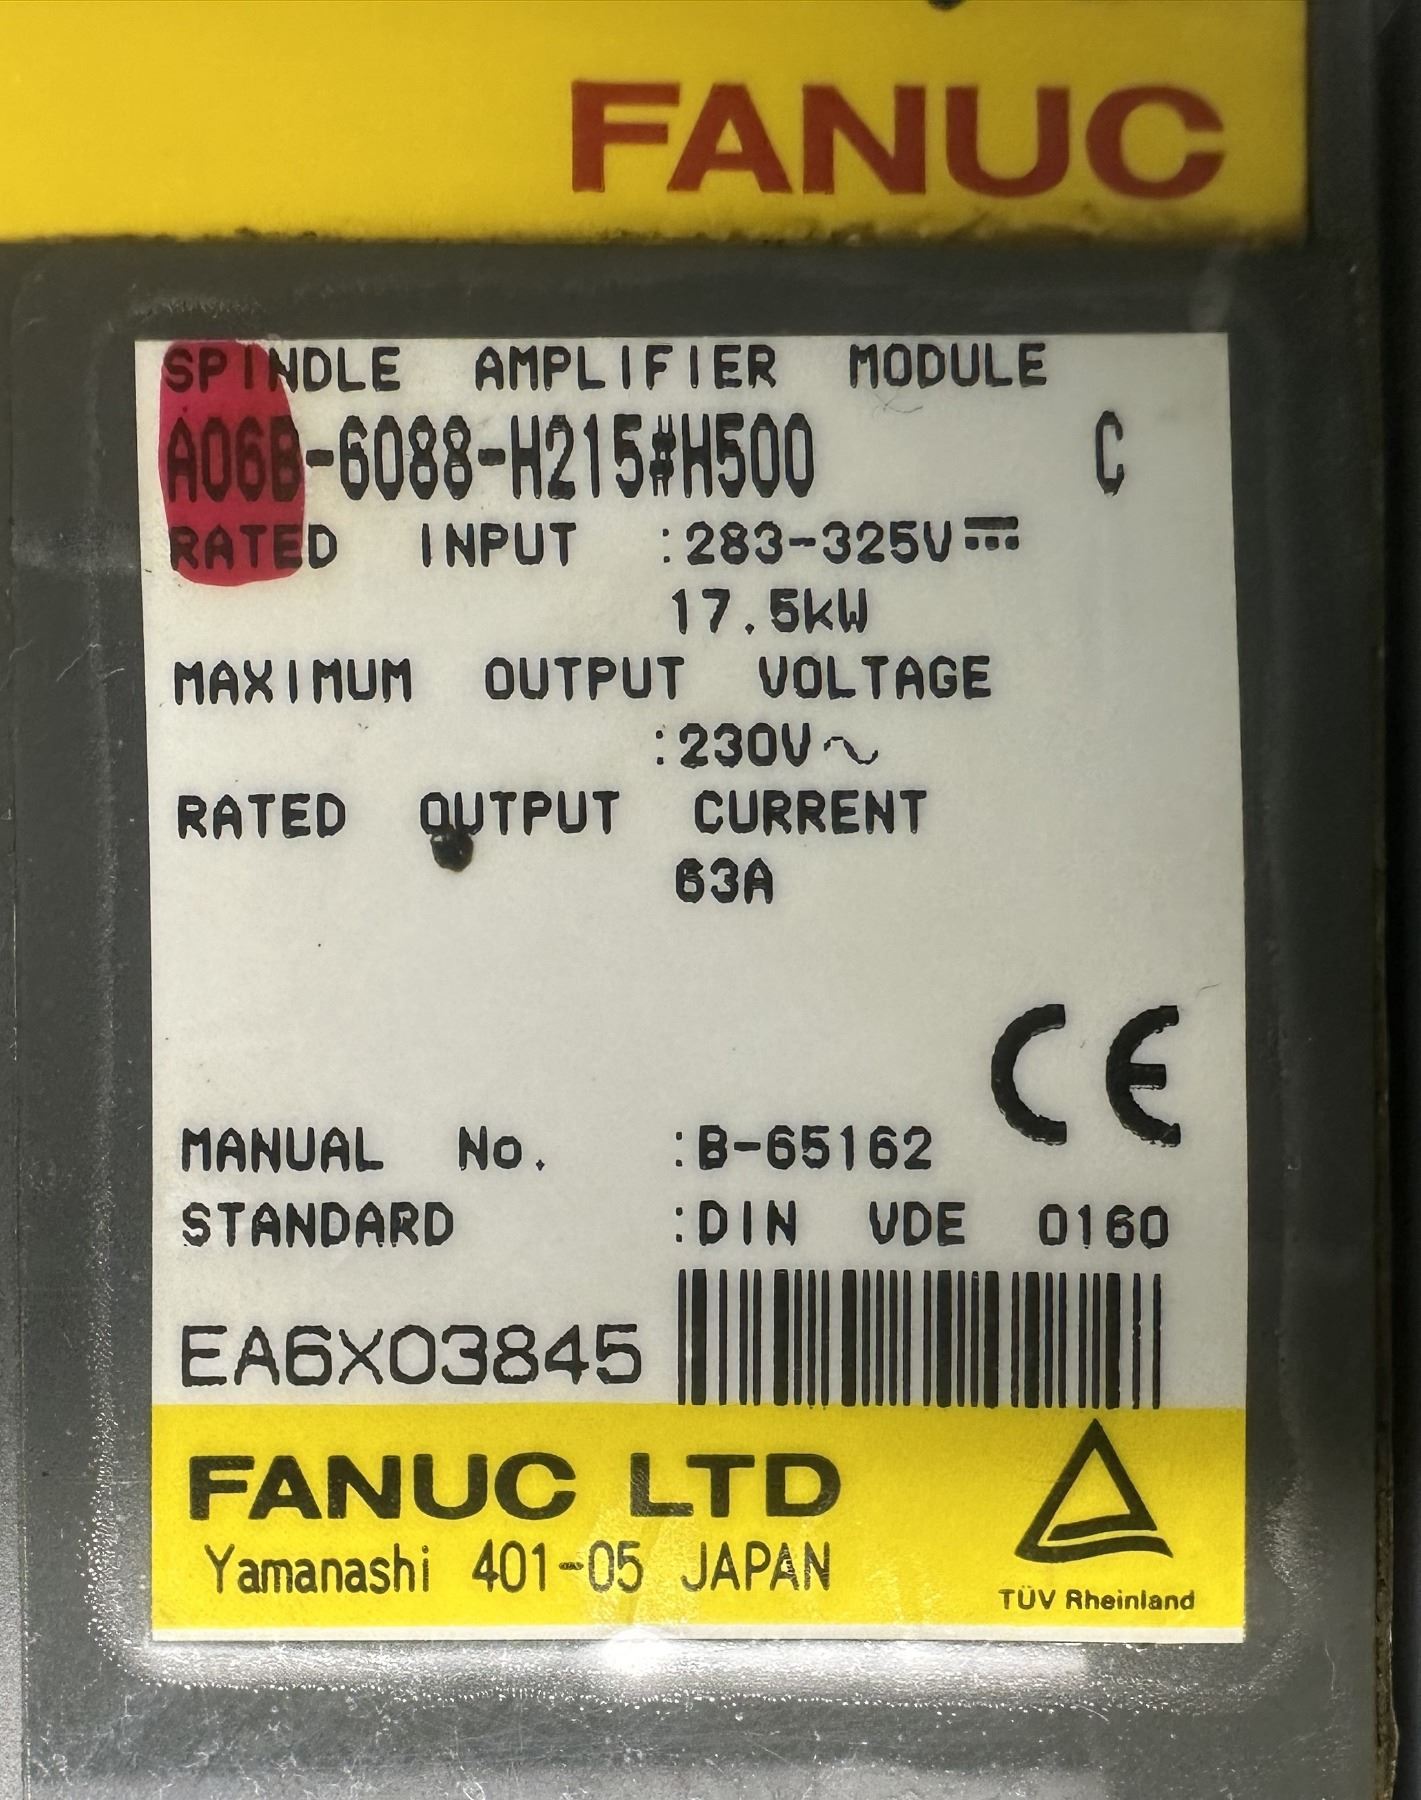 FANUC
SPINDLE AMPLIFIER MODULE
A06B-6088-H215#H500 C
RATED INPUT :283-325V⎓
17.5kW
MAXIMUM OUTPUT VOLTAGE
:230V∿
RATED OUTPUT CURRENT
63A
CE
MANUAL No. :B-65162
STANDARD :DIN VDE 0160
EA6X03845
FANUC LTD
Yamanashi 401-05 JAPAN
TÜV Rheinland